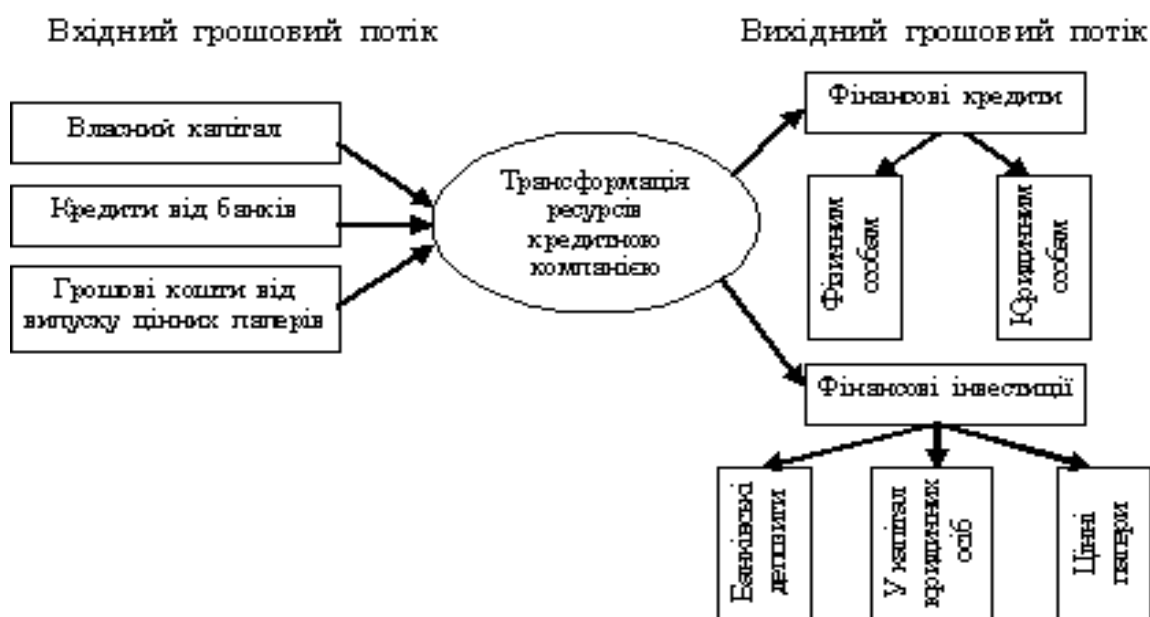 Вхідний грошовий потік
Вихідний грошовий потік
Власний капітал
Кредити від банків
Грошові кошти від
випуску цінних паперів
Трансформація
ресурсів
кредитною
компанією
Фінансові кредити
Фізичним
особам
Юридичним
особам
Фінансові інвестиції
Банківські
депозити
У капітал
юридичних
осіб
Цінні
папери